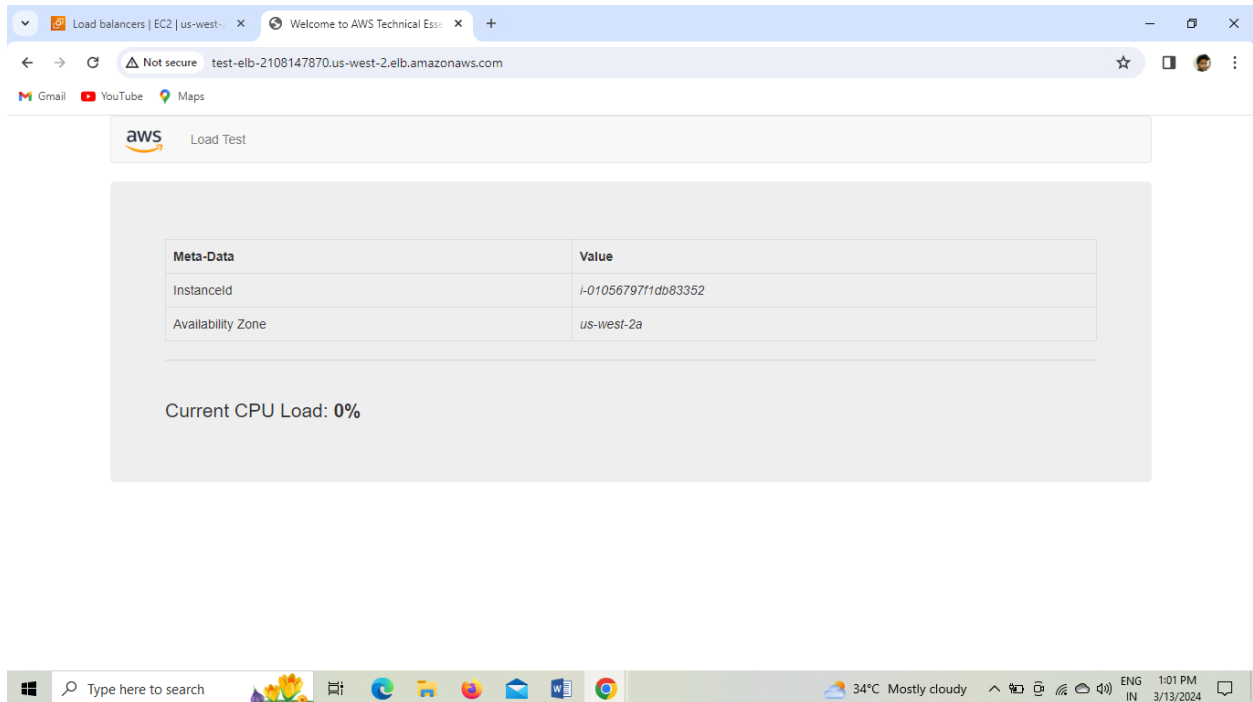 Load balancers | EC2 | us-west-
Welcome to AWS Technical Esse
Not secure test-elb-2108147870.us-west-2.elb.amazonaws.com
Gmail YouTube Maps
aws Load Test
Meta-Data Value
InstanceId i-01056797f1db83352
Availability Zone us-west-2a
Current CPU Load: 0%
Type here to search
34°C Mostly cloudy
ENG 1:01 PM
IN 3/13/2024